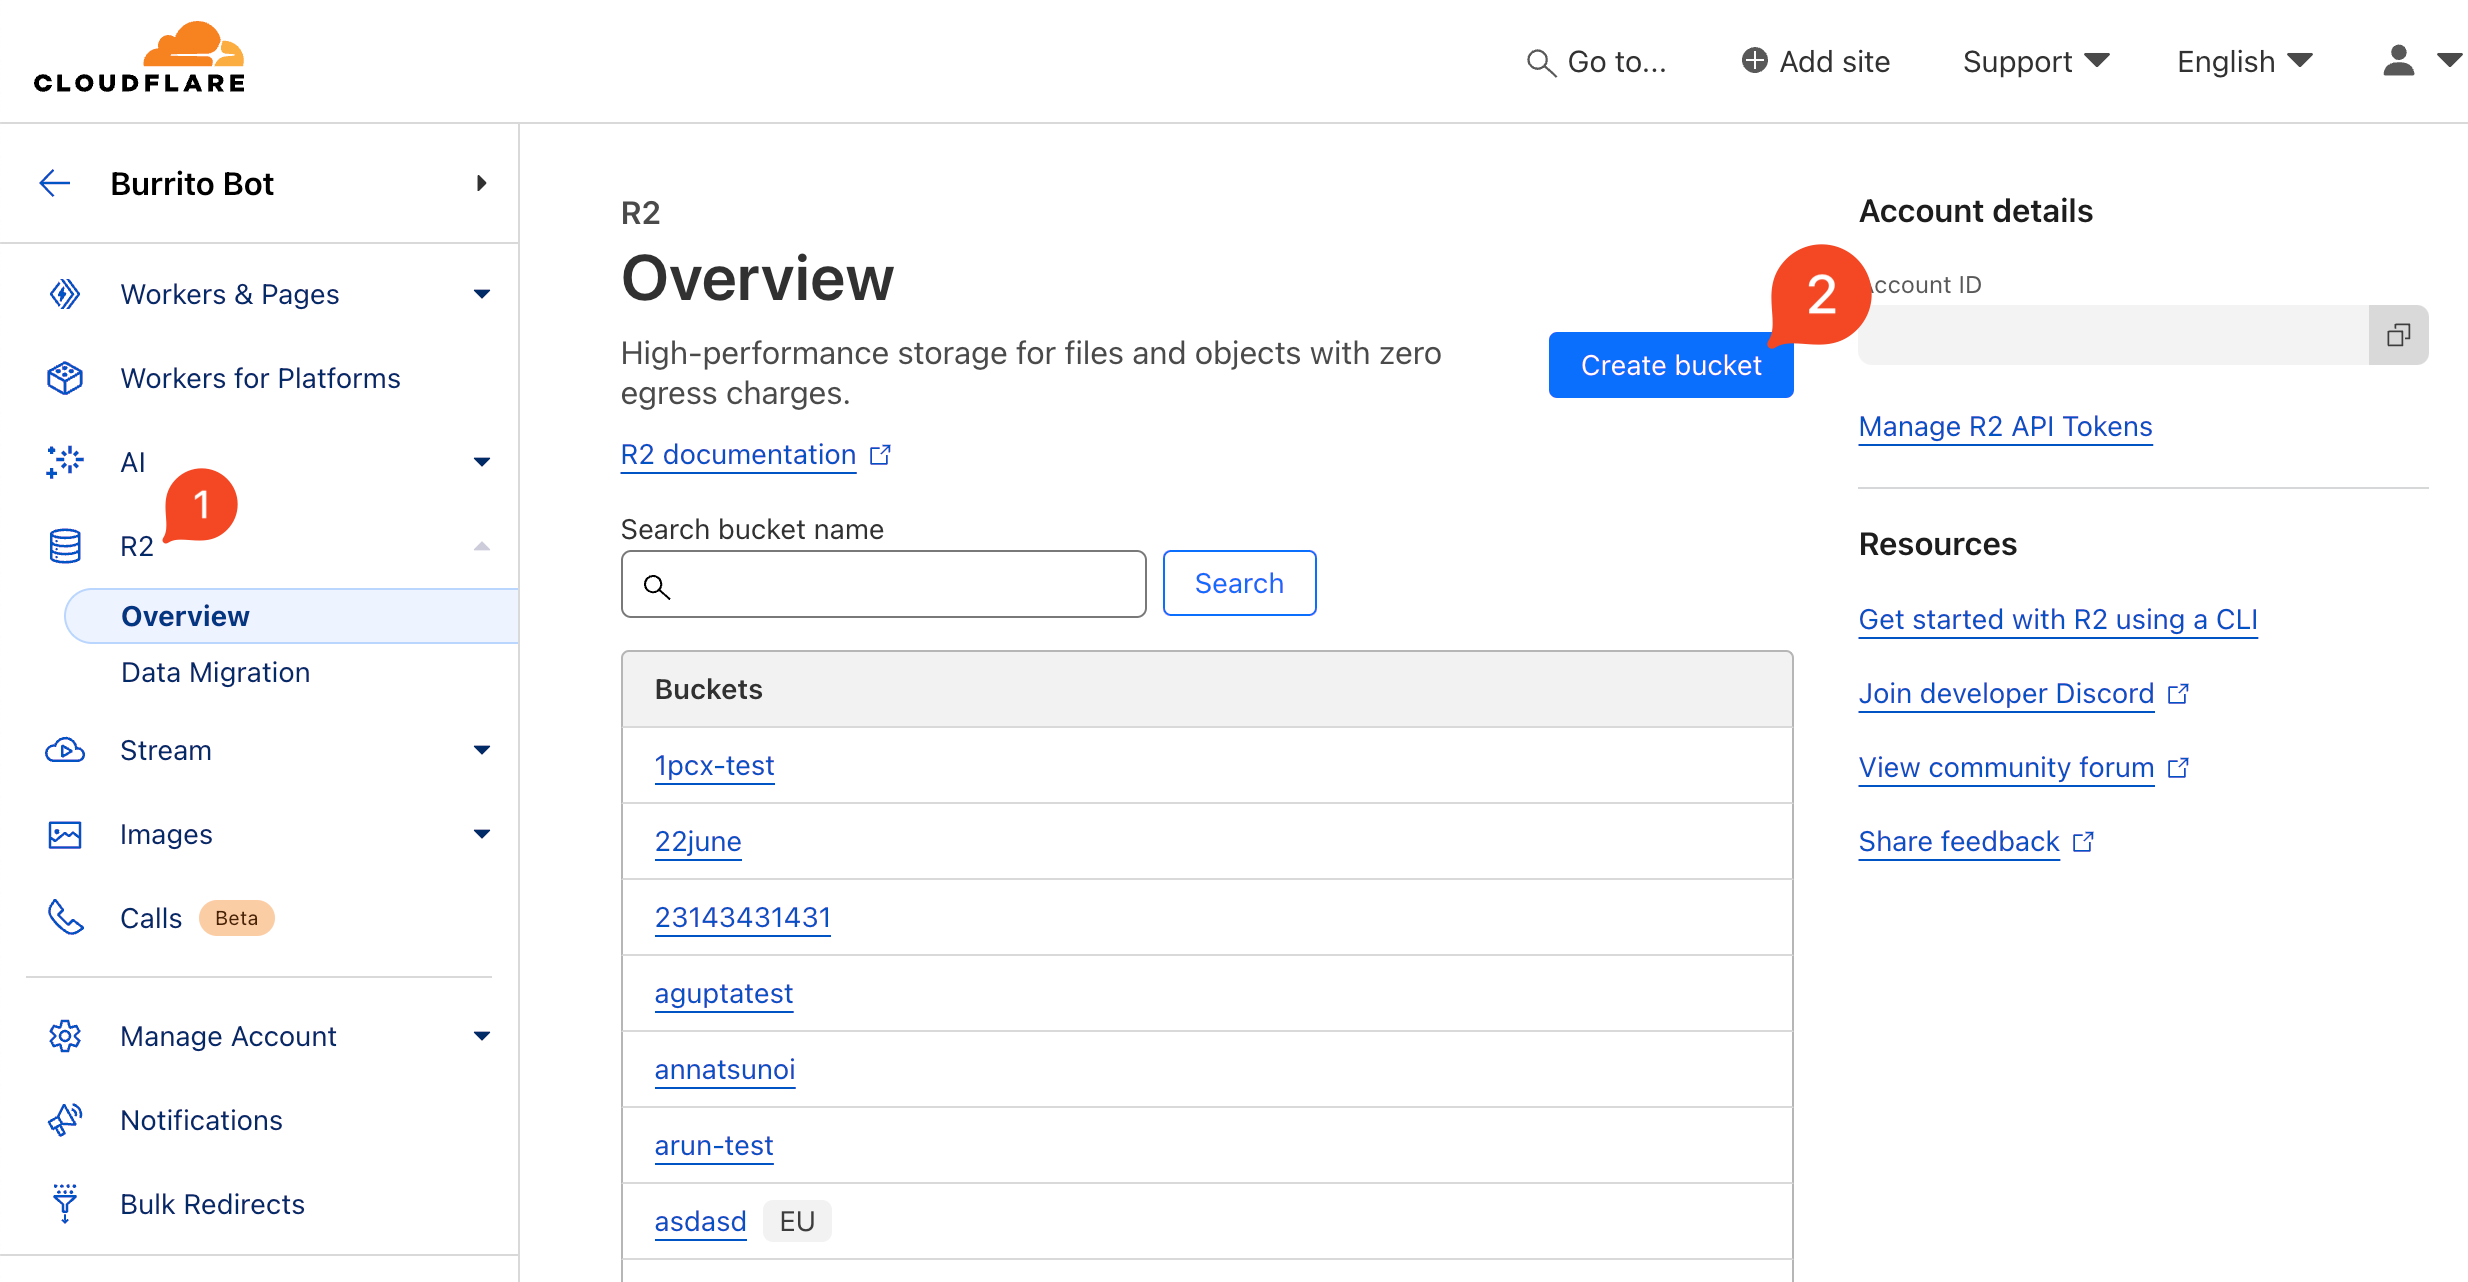 CLOUDFLARE
Go to...
Add site
Support
English
Burrito Bot
Workers & Pages
Workers for Platforms
AI
1
R2
Overview
Data Migration
Stream
Images
Calls Beta
Manage Account
Notifications
Bulk Redirects
R2
Overview
High-performance storage for files and objects with zero
egress charges.
R2 documentation
Create bucket
2
Search bucket name
Search
Buckets
1pcx-test
22june
23143431431
aguptatest
annatsunoi
arun-test
asdasd EU
Account details
Account ID
Manage R2 API Tokens
Resources
Get started with R2 using a CLI
Join developer Discord
View community forum
Share feedback